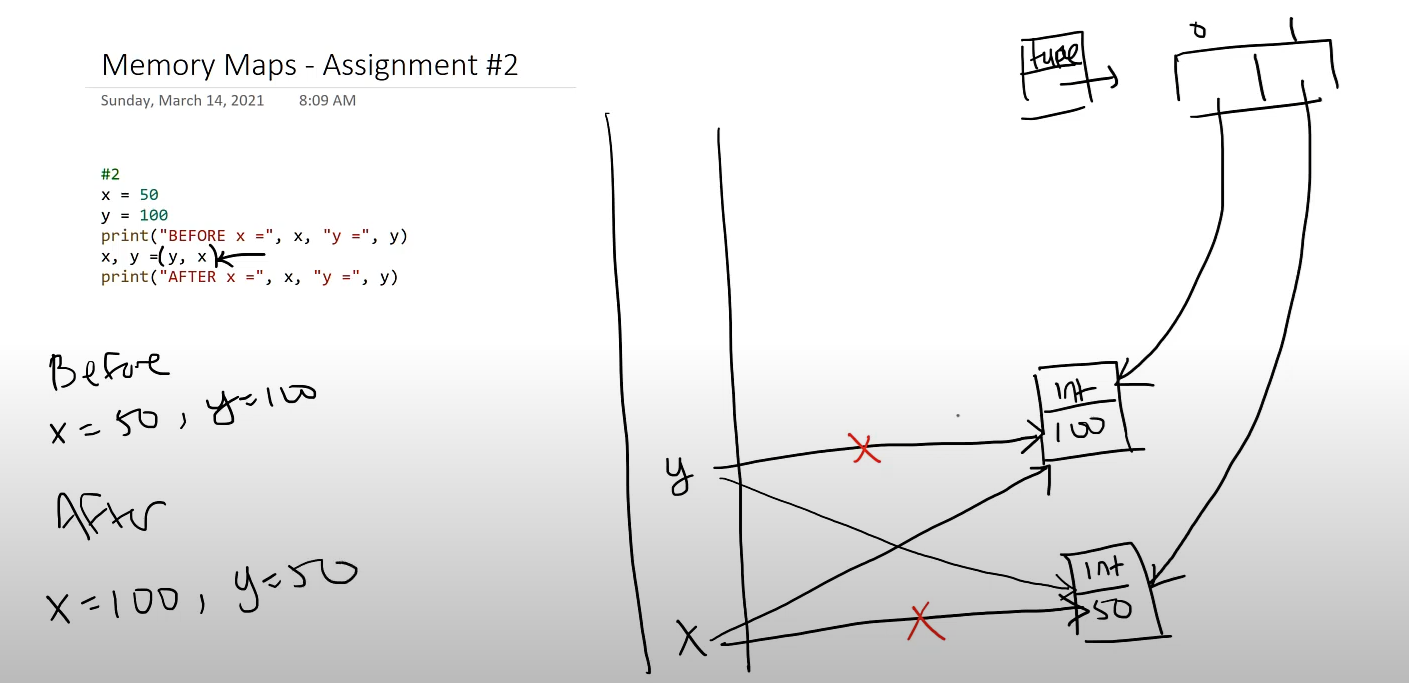 Memory Maps - Assignment #2
Sunday, March 14, 2021 8:09 AM
#2
x = 50
y = 100
print("BEFORE x =", x, "y =", y)
x, y =(y, x)
print("AFTER x =", x, "y =", y)
Before
x = 50, y=100
After
x=100, y=50
type
0 1
int
100
y
int
50
X